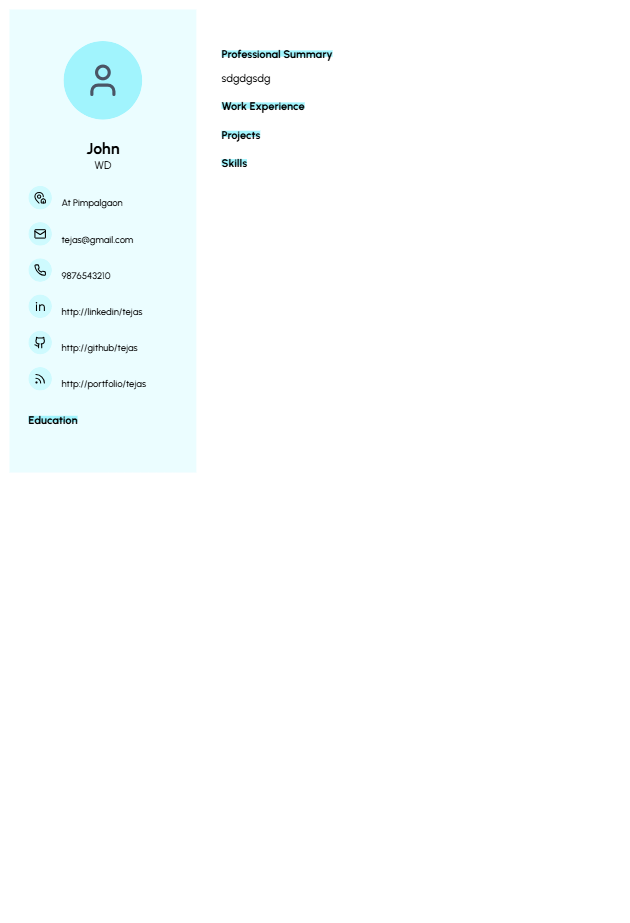 John
WD
At Pimpalgaon
tejas@gmail.com
9876543210
http://linkedin/tejas
http://github/tejas
http://portfolio/tejas
Education
Professional Summary
sdgdgsdg
Work Experience
Projects
Skills